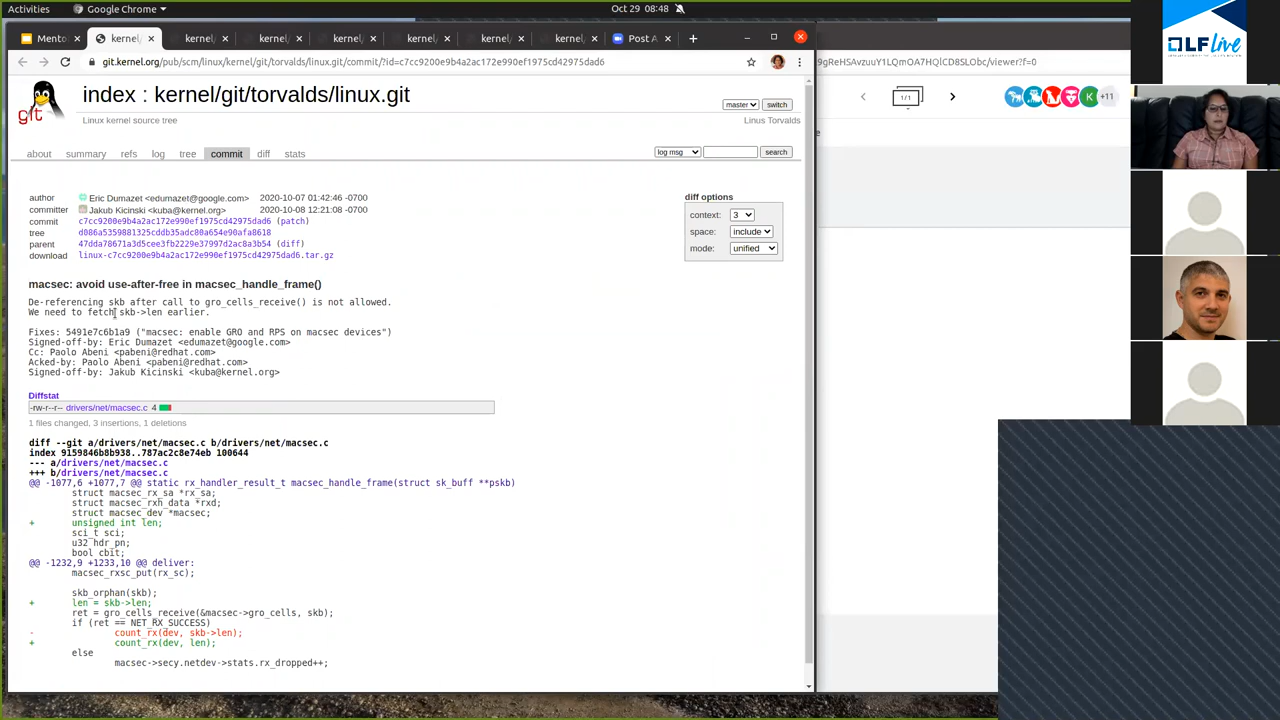 Activities
Google Chrome
Oct 29 08:48
Mento
kernel
kernel/
kernel/
kernel/
kernel/
kernel/
kernel/
Post A
git.kernel.org/pub/scm/linux/kernel/git/torvalds/linux.git/commit/?id=c7cc9200e9b4a2ac172e990ef1975cd42975dad6
9gReHSAvzuuY1LQmOA7HQlCD8SLObc/viewer?f=0
git
index : kernel/git/torvalds/linux.git
master
switch
Linux kernel source tree
Linus Torvalds
about summary refs log tree commit diff stats
log msg
search
author Eric Dumazet <edumazet@google.com> 2020-10-07 01:42:46 -0700
committer Jakub Kicinski <kuba@kernel.org> 2020-10-08 12:21:08 -0700
commit c7cc9200e9b4a2ac172e990ef1975cd42975dad6 (patch)
tree d086a5359881325cddb35adc80a654e90afa8618
parent 47dda78671a3d5cee3fb2229e37997d2ac8a3b54 (diff)
download linux-c7cc9200e9b4a2ac172e990ef1975cd42975dad6.tar.gz
diff options
context: 3
space: include
mode: unified
macsec: avoid use-after-free in macsec_handle_frame()
De-referencing skb after call to gro_cells_receive() is not allowed.
We need to fetch skb->len earlier.
Fixes: 5491e7c6b1a9 ("macsec: enable GRO and RPS on macsec devices")
Signed-off-by: Eric Dumazet <edumazet@google.com>
Cc: Paolo Abeni <pabeni@redhat.com>
Acked-by: Paolo Abeni <pabeni@redhat.com>
Signed-off-by: Jakub Kicinski <kuba@kernel.org>
Diffstat
-rw-r--r-- drivers/net/macsec.c 4
1 files changed, 3 insertions, 1 deletions
diff --git a/drivers/net/macsec.c b/drivers/net/macsec.c
index 9159846b8b938..787ac2c8e74eb 100644
--- a/drivers/net/macsec.c
+++ b/drivers/net/macsec.c
@@ -1077,6 +1077,7 @@ static rx_handler_result_t macsec_handle_frame(struct sk_buff **pskb)
struct macsec_rx_sa *rx_sa;
struct macsec_rxh_data *rxd;
struct macsec_dev *macsec;
+ unsigned int len;
sci_t sci;
u32 hdr_pn;
bool cbit;
@@ -1232,9 +1233,10 @@ deliver:
macsec_rxsc_put(rx_sc);
skb_orphan(skb);
+ len = skb->len;
ret = gro_cells_receive(&macsec->gro_cells, skb);
if (ret == NET_RX_SUCCESS)
- count_rx(dev, skb->len);
+ count_rx(dev, len);
else
macsec->secy.netdev->stats.rx_dropped++;
1/1
K
+11
LF live